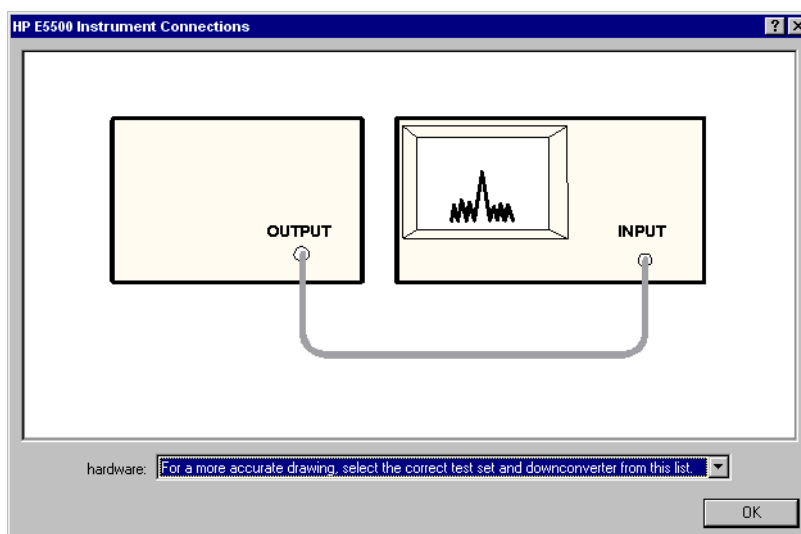 HP E5500 Instrument Connections
OUTPUT
INPUT
hardware: For a more accurate drawing, select the correct test set and downconverter from this list.
OK